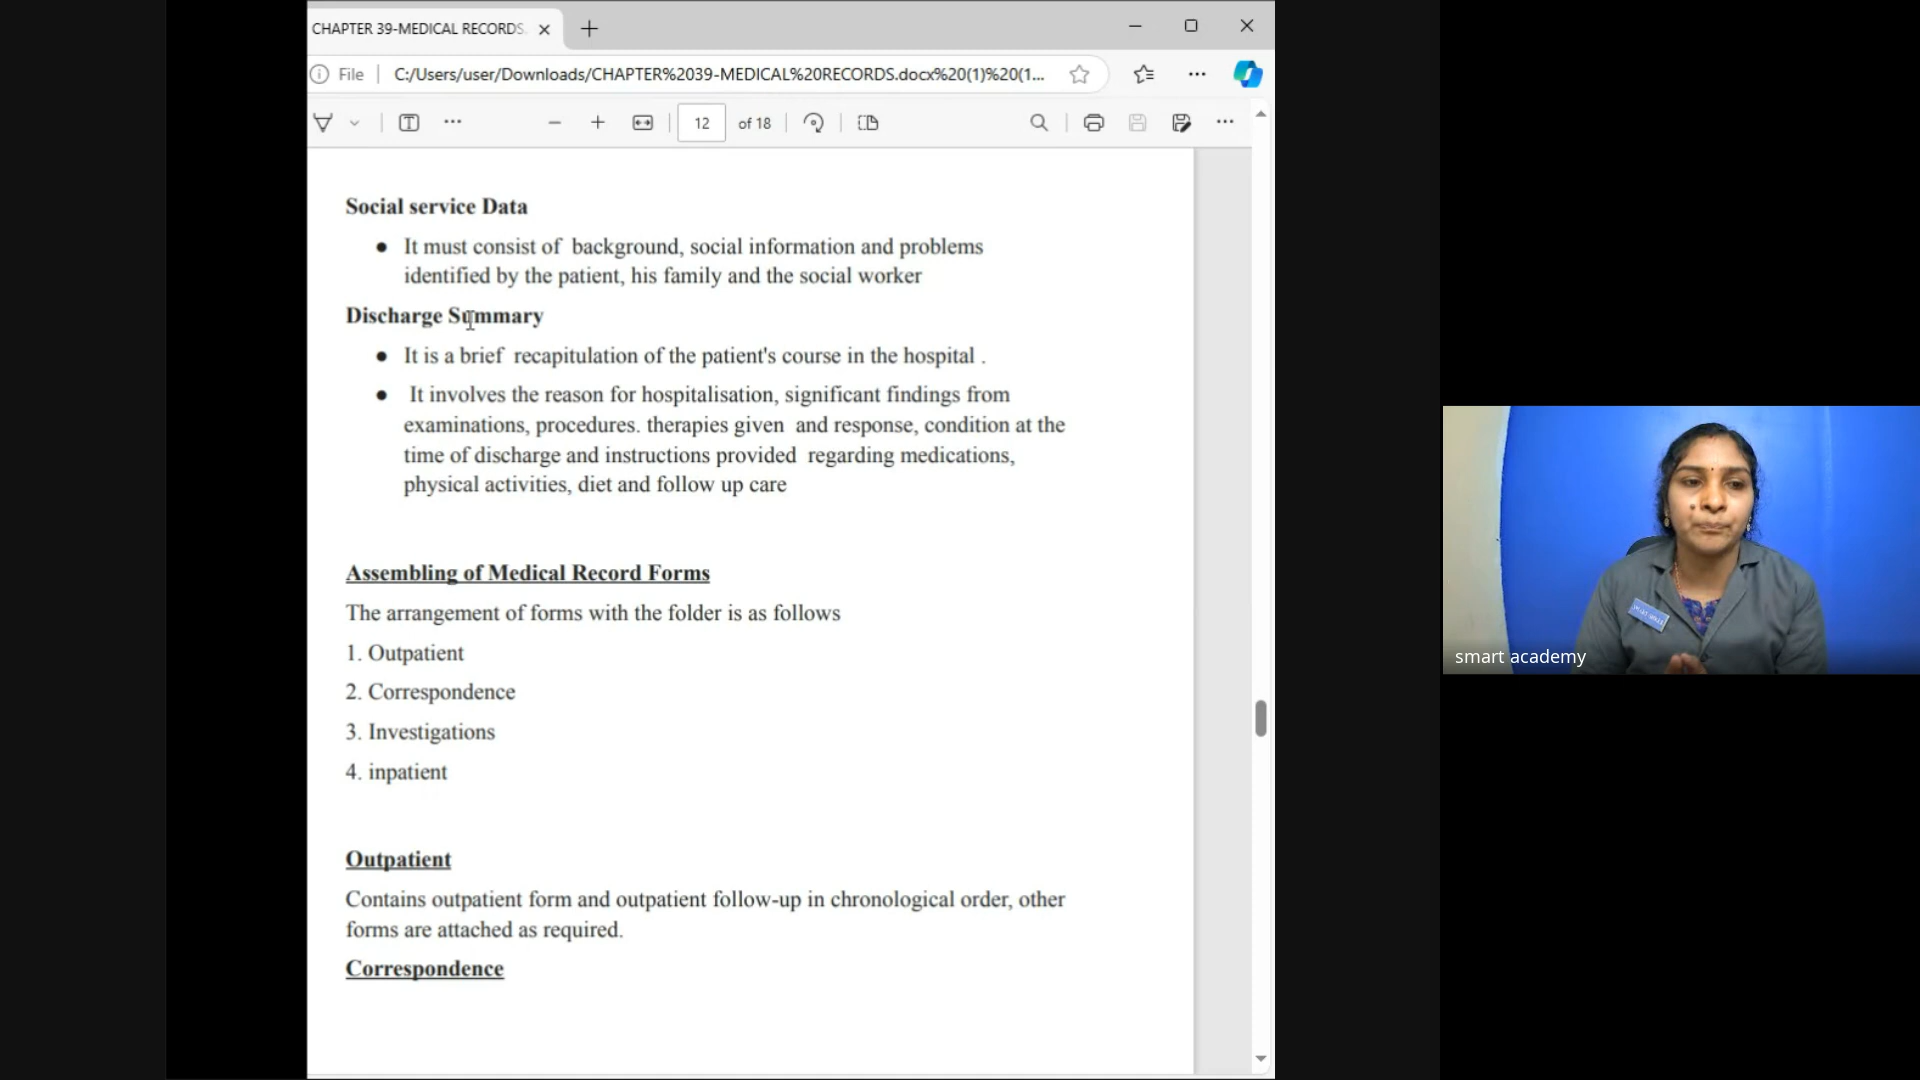 CHAPTER 39-MEDICAL RECORDS.
File
C:/Users/user/Downloads/CHAPTER%2039-MEDICAL%20RECORDS.docx%20(1)%20(1...
12 of 18
Social service Data
● It must consist of background, social information and problems
identified by the patient, his family and the social worker
Discharge Summary
● It is a brief recapitulation of the patient's course in the hospital .
● It involves the reason for hospitalisation, significant findings from
examinations, procedures. therapies given and response, condition at the
time of discharge and instructions provided regarding medications,
physical activities, diet and follow up care
Assembling of Medical Record Forms
The arrangement of forms with the folder is as follows
1. Outpatient
2. Correspondence
3. Investigations
4. inpatient
Outpatient
Contains outpatient form and outpatient follow-up in chronological order, other
forms are attached as required.
Correspondence
smart academy